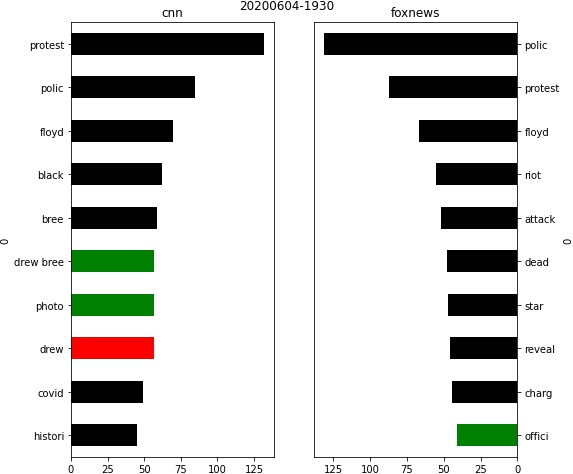 20200604-1930
cnn
foxnews
protest
polic
floyd
black
bree
drew bree
photo
drew
covid
histori
0
0 25 50 75 100 125
polic
protest
floyd
riot
attack
dead
star
reveal
charg
offici
0
125 100 75 50 25 0